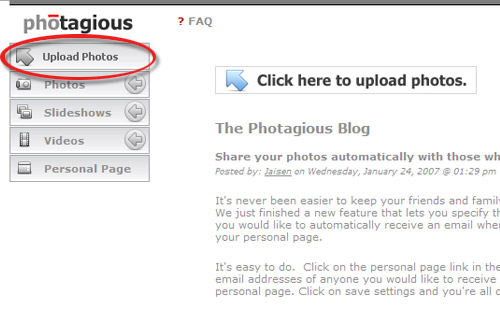 phōtagious
? FAQ
Upload Photos
Photos
Slideshows
Videos
Personal Page
Click here to upload photos.
The Photagious Blog
Share your photos automatically with those wh
Posted by: Jaisen on Wednesday, January 24, 2007 @ 01:29 pm
It's never been easier to keep your friends and family
We just finished a new feature that lets you specify th
you would like to automatically receive an email when
your personal page.
It's easy to do. Click on the personal page link in the
email addresses of anyone you would like to receive
personal page. Click on save settings and you're all d